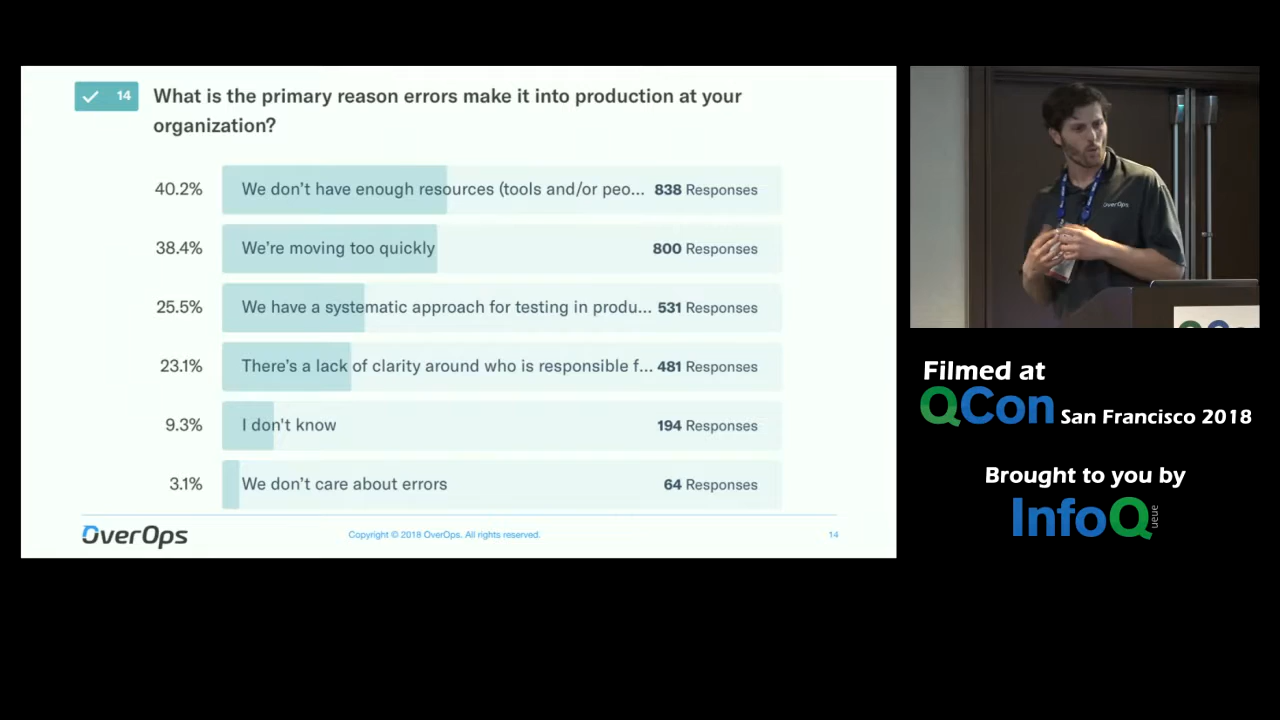 14
What is the primary reason errors make it into production at your
organization?
40.2% We don't have enough resources (tools and/or peo... 838 Responses
38.4% We're moving too quickly 800 Responses
25.5% We have a systematic approach for testing in produ... 531 Responses
23.1% There's a lack of clarity around who is responsible f... 481 Responses
9.3% I don't know 194 Responses
3.1% We don't care about errors 64 Responses
OverOps
Copyright © 2018 OverOps. All rights reserved.
14
OverOps
Filmed at
QCon San Francisco 2018
Brought to you by
InfoQueue